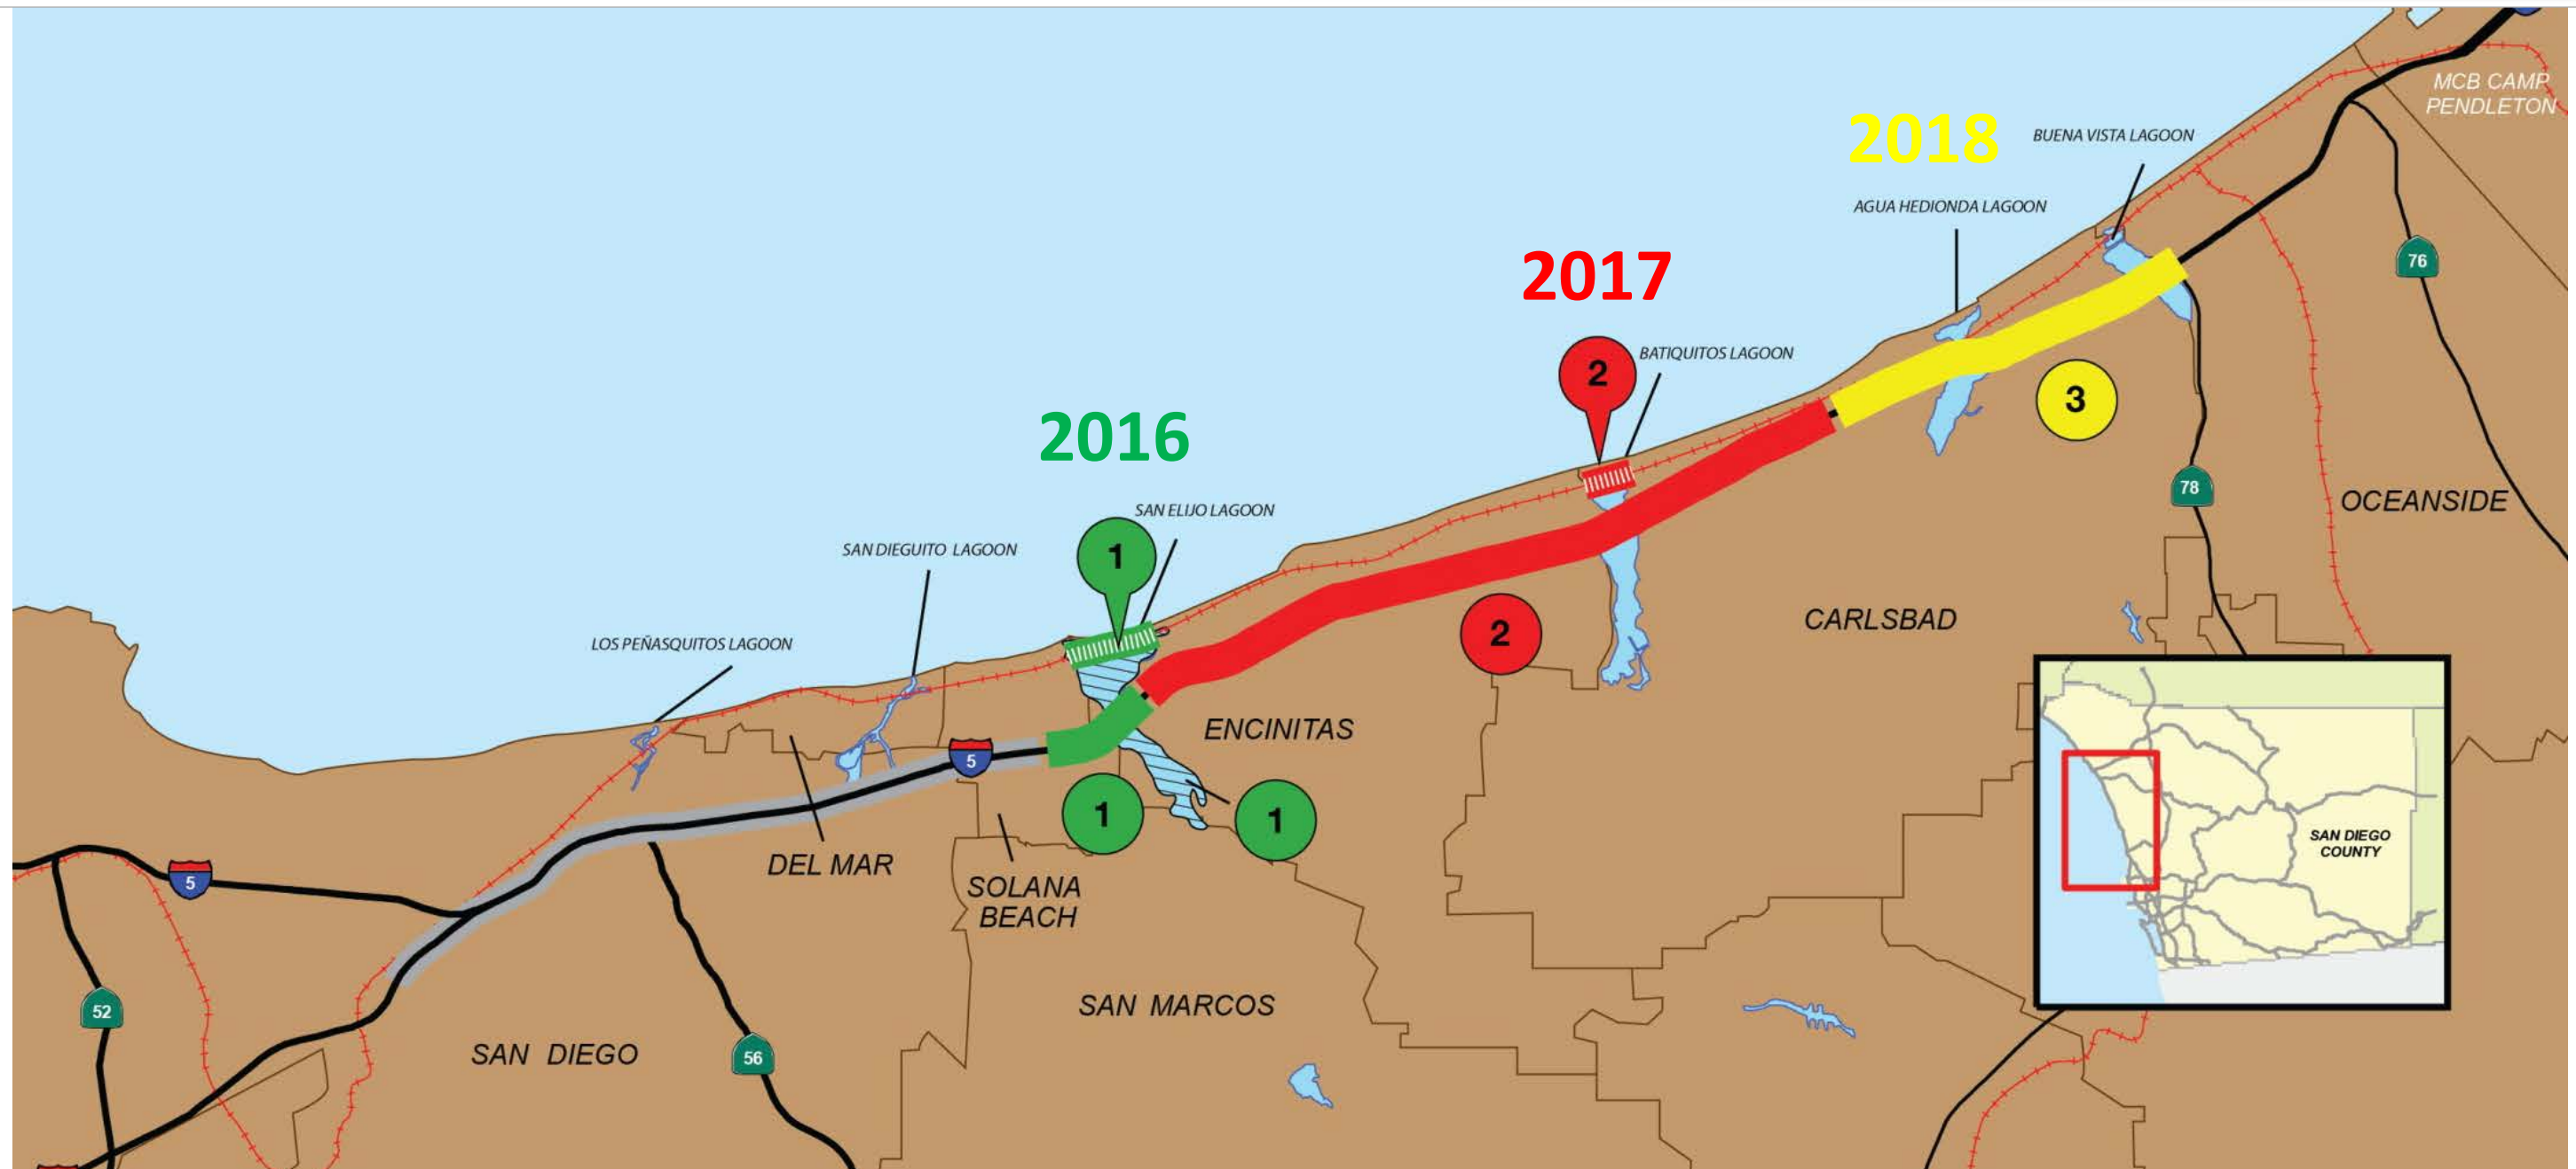 MCB CAMP
PENDLETON
2018
BUENA VISTA LAGOON
AGUA HEDIONDA LAGOON
76
2017
2
BATIQUITOS LAGOON
3
2016
78
OCEANSIDE
SAN ELIJO LAGOON
1
SAN DIEGUITO LAGOON
CARLSBAD
2
LOS PEÑASQUITOS LAGOON
ENCINITAS
5
1
1
SAN DIEGO
COUNTY
DEL MAR
5
SOLANA
BEACH
52
SAN MARCOS
SAN DIEGO
56